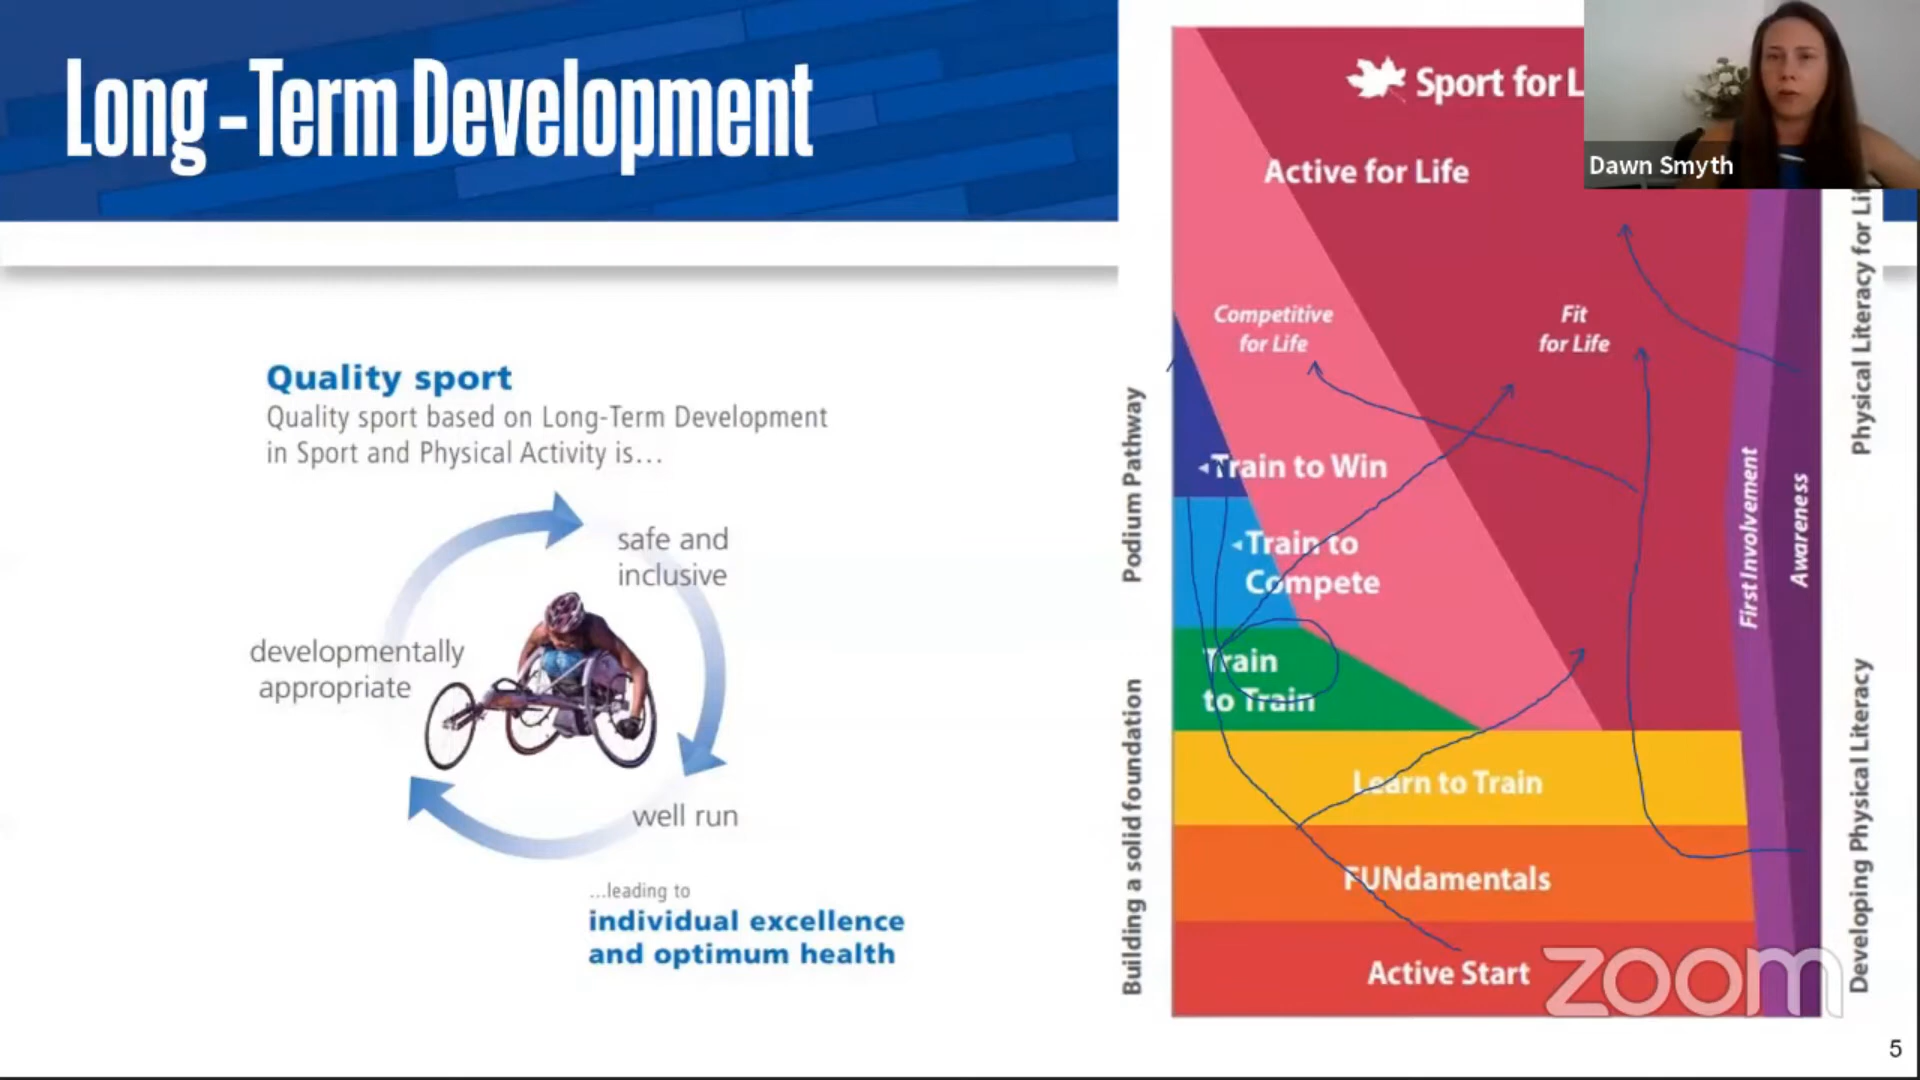 Long-Term Development
Sport for L
Dawn Smyth
Active for Life
Physical Literacy for Lif
Competitive
for Life
Fit
for Life
Quality sport
Quality sport based on Long-Term Development
in Sport and Physical Activity is...
Podium Pathway
Train to Win
First Involvement
Awareness
safe and
inclusive
Train to
Compete
developmentally
appropriate
Train
to Train
well run
Building a solid foundation
Learn to Train
Developing Physical Literacy
...leading to
individual excellence
and optimum health
FUNdamentals
Active Start
zoom
5